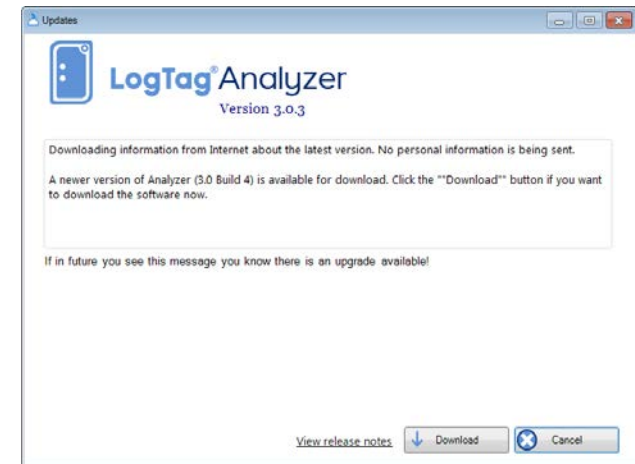 Updates
LogTag® Analyzer
Version 3.0.3
Downloading information from Internet about the latest version. No personal information is being sent.
A newer version of Analyzer (3.0 Build 4) is available for download. Click the ""Download"" button if you want
to download the software now.
If in future you see this message you know there is an upgrade available!
View release notes
Download
Cancel